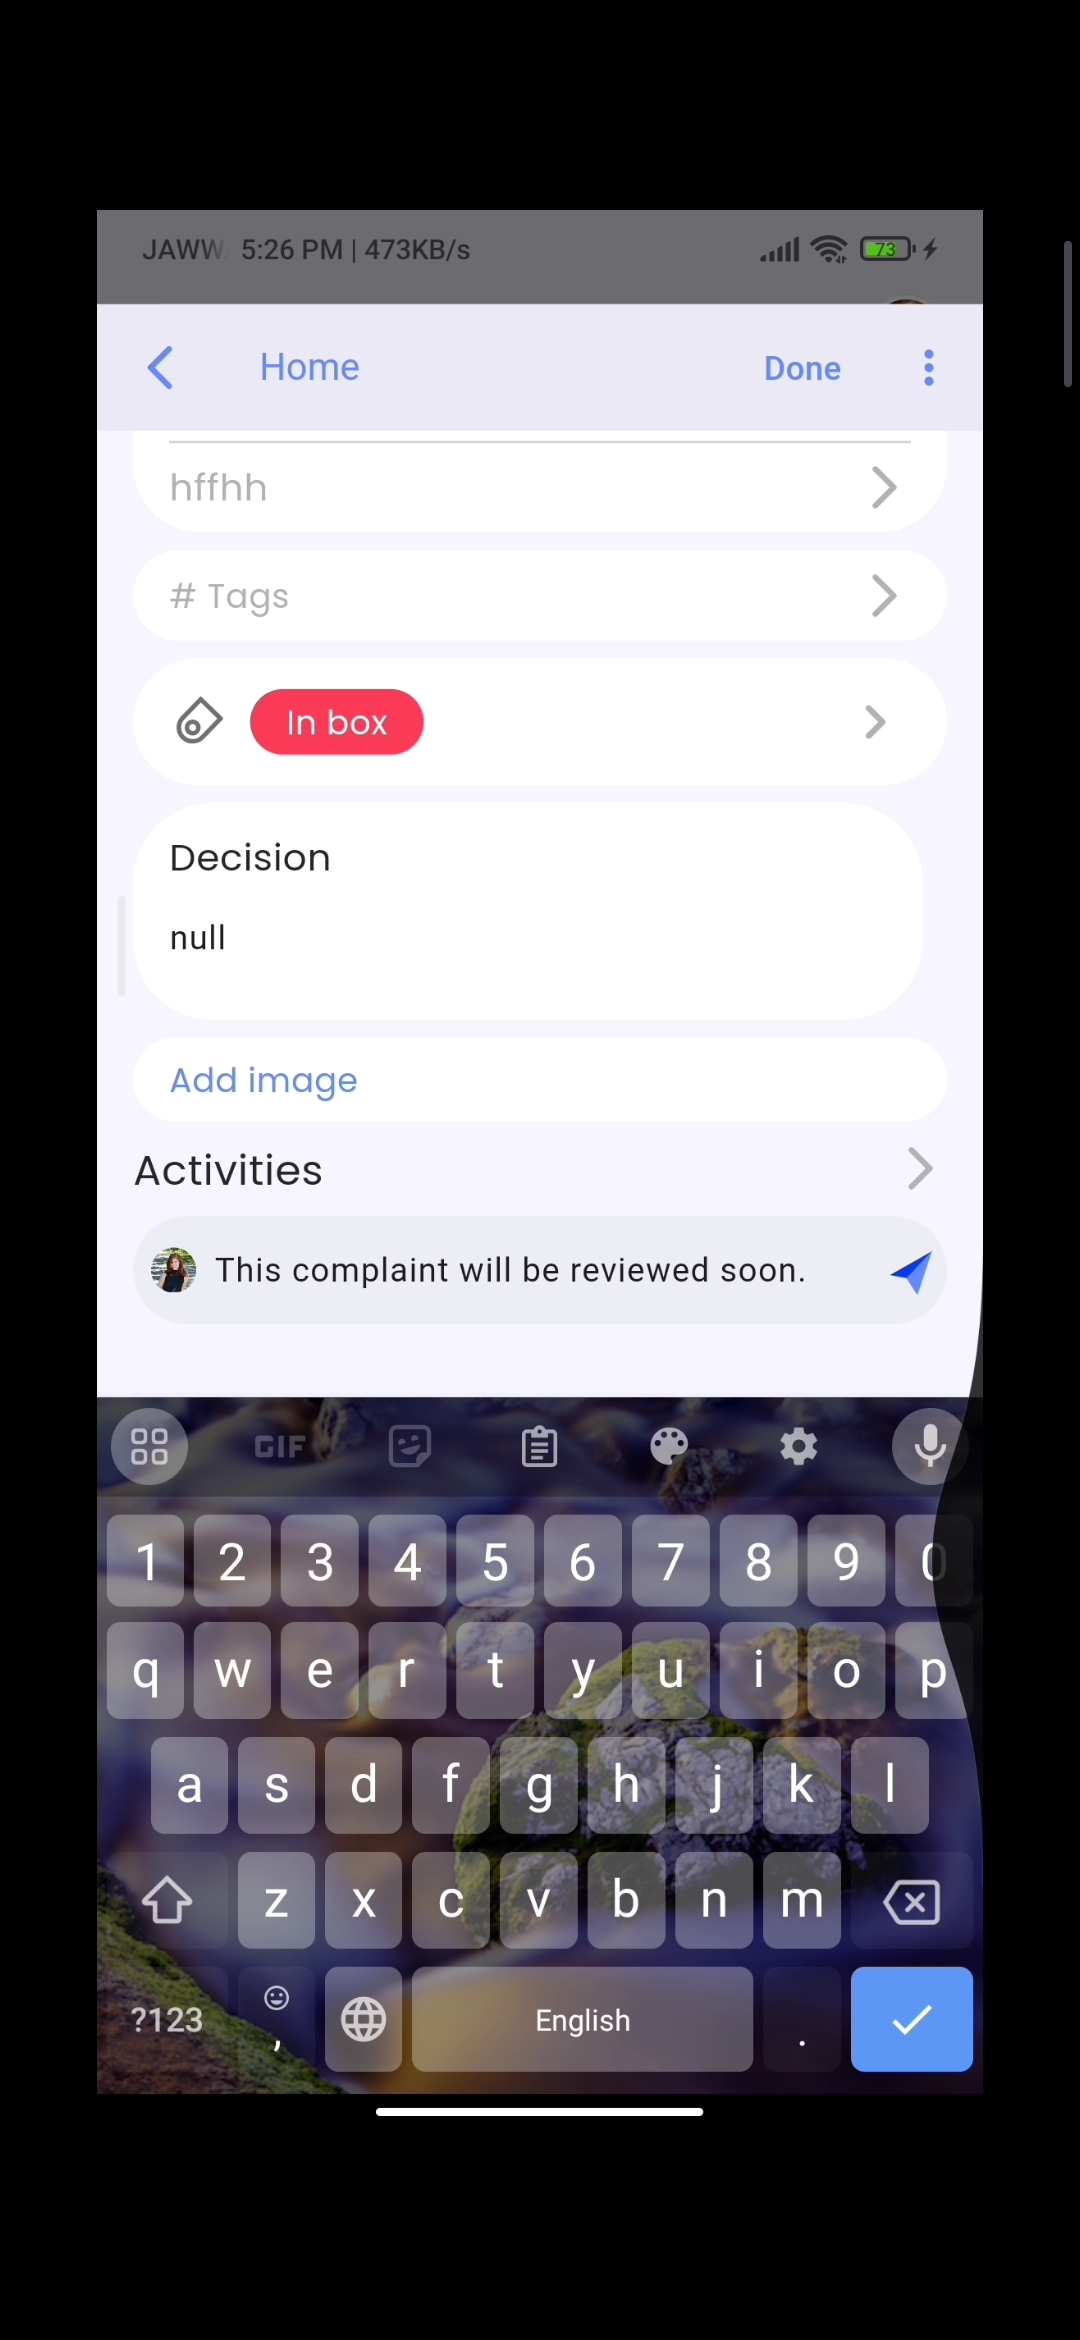 JAWW 5:26 PM | 473KB/s 73
Home Done
hffhh
# Tags
In box
Decision
null
Add image
Activities
This complaint will be reviewed soon.
GIF
1 2 3 4 5 6 7 8 9 0
q w e r t y u i o p
a s d f g h j k l
z x c v b n m
?123 , English .